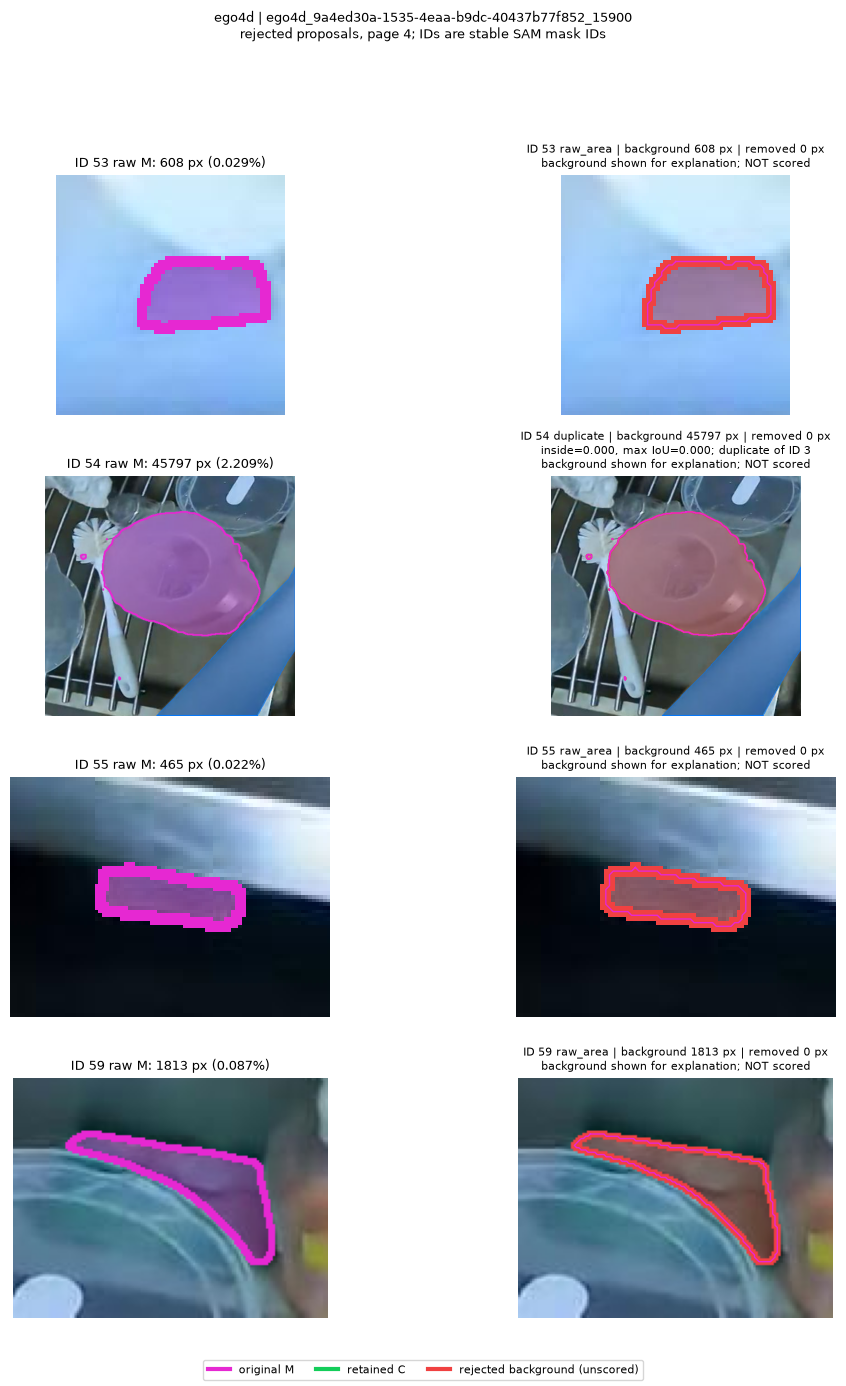 ego4d | ego4d_9a4ed30a-1535-4eaa-b9dc-40437b77f852_15900
rejected proposals, page 4; IDs are stable SAM mask IDs
ID 53 raw M: 608 px (0.029%)
ID 53 raw_area | background 608 px | removed 0 px
background shown for explanation; NOT scored
ID 54 raw M: 45797 px (2.209%)
ID 54 duplicate | background 45797 px | removed 0 px
inside=0.000, max IoU=0.000; duplicate of ID 3
background shown for explanation; NOT scored
ID 55 raw M: 465 px (0.022%)
ID 55 raw_area | background 465 px | removed 0 px
background shown for explanation; NOT scored
ID 59 raw M: 1813 px (0.087%)
ID 59 raw_area | background 1813 px | removed 0 px
background shown for explanation; NOT scored
original M
retained C
rejected background (unscored)